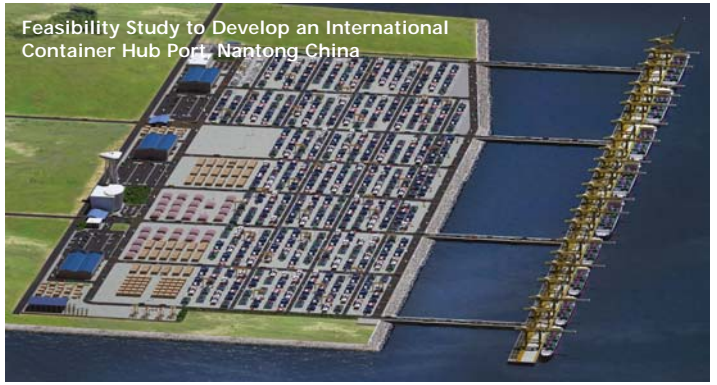 Feasibility Study to Develop an International
Container Hub Port, Nantong China